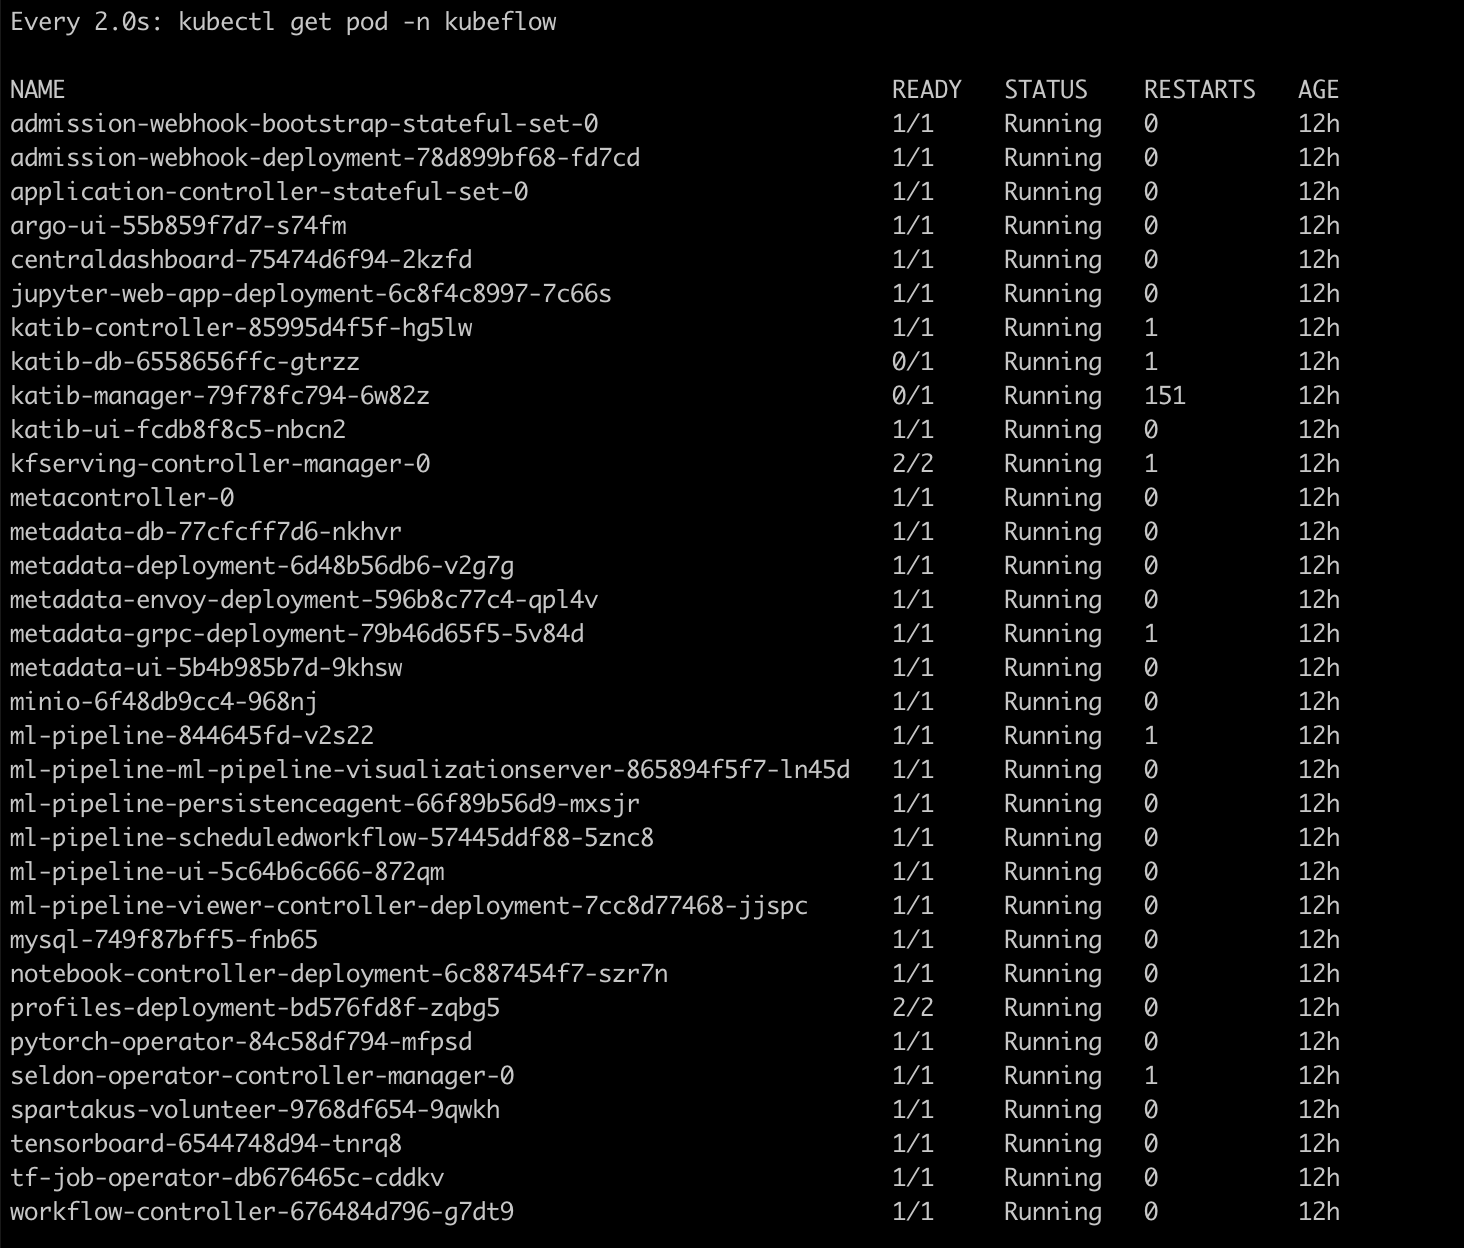 Every 2.0s: kubectl get pod -n kubeflow
NAME READY STATUS RESTARTS AGE
admission-webhook-bootstrap-stateful-set-0 1/1 Running 0 12h
admission-webhook-deployment-78d899bf68-fd7cd 1/1 Running 0 12h
application-controller-stateful-set-0 1/1 Running 0 12h
argo-ui-55b859f7d7-s74fm 1/1 Running 0 12h
centraldashboard-75474d6f94-2kzfd 1/1 Running 0 12h
jupyter-web-app-deployment-6c8f4c8997-7c66s 1/1 Running 0 12h
katib-controller-85995d4f5f-hg5lw 1/1 Running 1 12h
katib-db-6558656ffc-gtrzz 0/1 Running 1 12h
katib-manager-79f78fc794-6w82z 0/1 Running 151 12h
katib-ui-fcdb8f8c5-nbcn2 1/1 Running 0 12h
kfserving-controller-manager-0 2/2 Running 1 12h
metacontroller-0 1/1 Running 0 12h
metadata-db-77cfcff7d6-nkhvr 1/1 Running 0 12h
metadata-deployment-6d48b56db6-v2g7g 1/1 Running 0 12h
metadata-envoy-deployment-596b8c77c4-qpl4v 1/1 Running 0 12h
metadata-grpc-deployment-79b46d65f5-5v84d 1/1 Running 1 12h
metadata-ui-5b4b985b7d-9khsw 1/1 Running 0 12h
minio-6f48db9cc4-968nj 1/1 Running 0 12h
ml-pipeline-844645fd-v2s22 1/1 Running 1 12h
ml-pipeline-ml-pipeline-visualizationserver-865894f5f7-ln45d 1/1 Running 0 12h
ml-pipeline-persistenceagent-66f89b56d9-mxsjr 1/1 Running 0 12h
ml-pipeline-scheduledworkflow-57445ddf88-5znc8 1/1 Running 0 12h
ml-pipeline-ui-5c64b6c666-872qm 1/1 Running 0 12h
ml-pipeline-viewer-controller-deployment-7cc8d77468-jjspc 1/1 Running 0 12h
mysql-749f87bff5-fnb65 1/1 Running 0 12h
notebook-controller-deployment-6c887454f7-szr7n 1/1 Running 0 12h
profiles-deployment-bd576fd8f-zqbg5 2/2 Running 0 12h
pytorch-operator-84c58df794-mfpsd 1/1 Running 0 12h
seldon-operator-controller-manager-0 1/1 Running 1 12h
spartakus-volunteer-9768df654-9qwkh 1/1 Running 0 12h
tensorboard-6544748d94-tnrq8 1/1 Running 0 12h
tf-job-operator-db676465c-cddkv 1/1 Running 0 12h
workflow-controller-676484d796-g7dt9 1/1 Running 0 12h